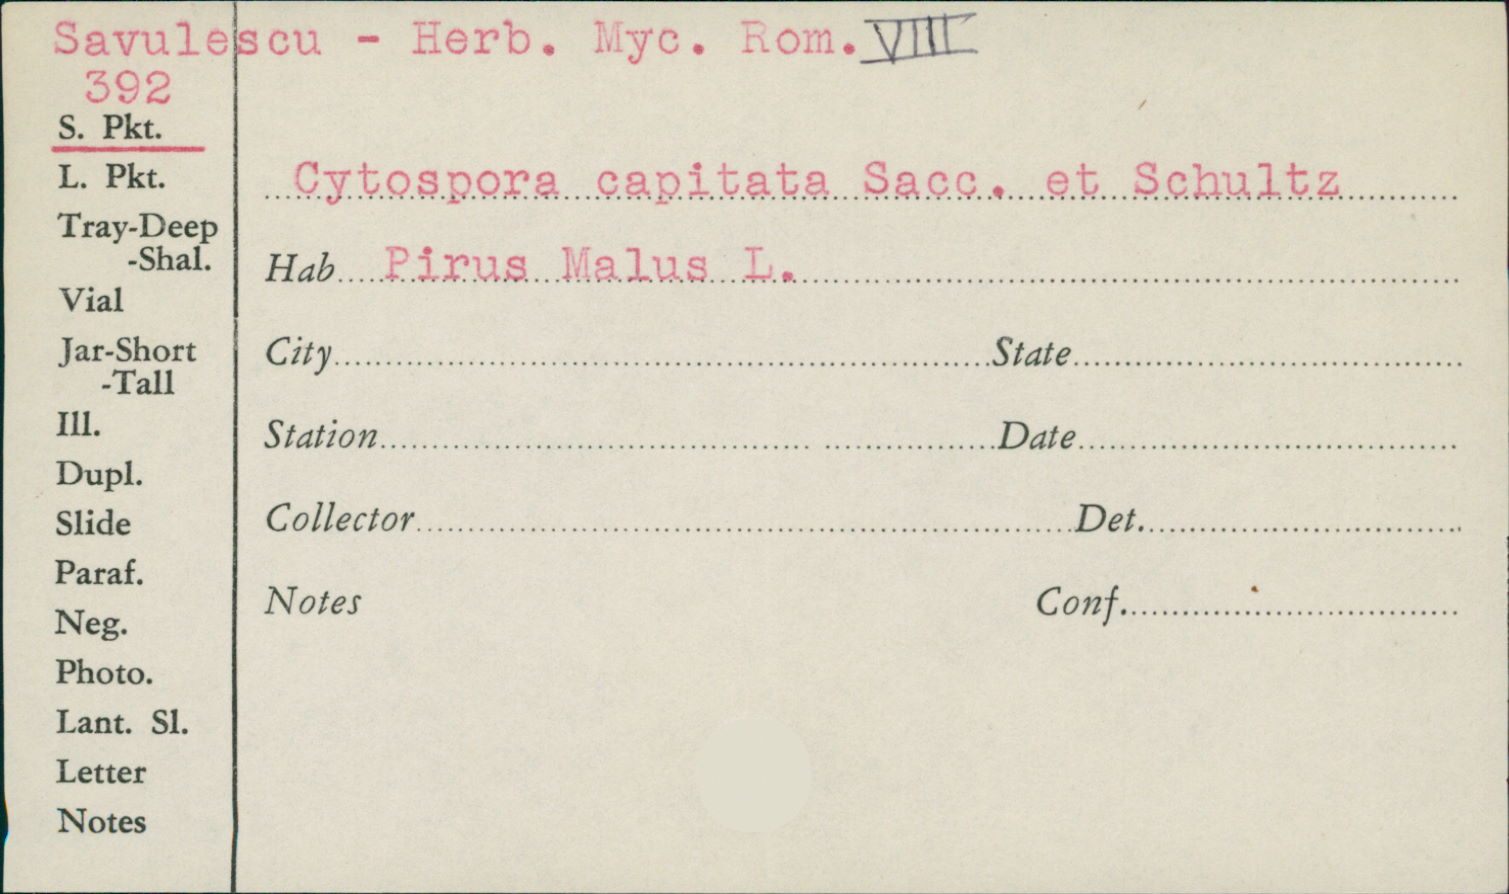 Savulescu - Herb. Myc. Rom. VIII
392
S. Pkt.
L. Pkt.
Tray-Deep
-Shal.
Vial
Jar-Short
-Tall
Ill.
Dupl.
Slide
Paraf.
Neg.
Photo.
Lant. Sl.
Letter
Notes
Cytospora capitata Sacc. et Schultz
Hab Pirus Malus L.
City State
Station Date
Collector Det.
Notes Conf.